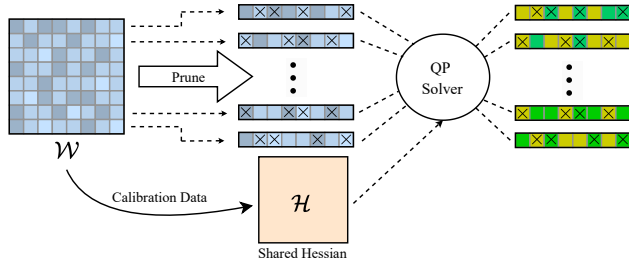 Prune
QP
Solver
𝒲
Calibration Data
ℋ
Shared Hessian